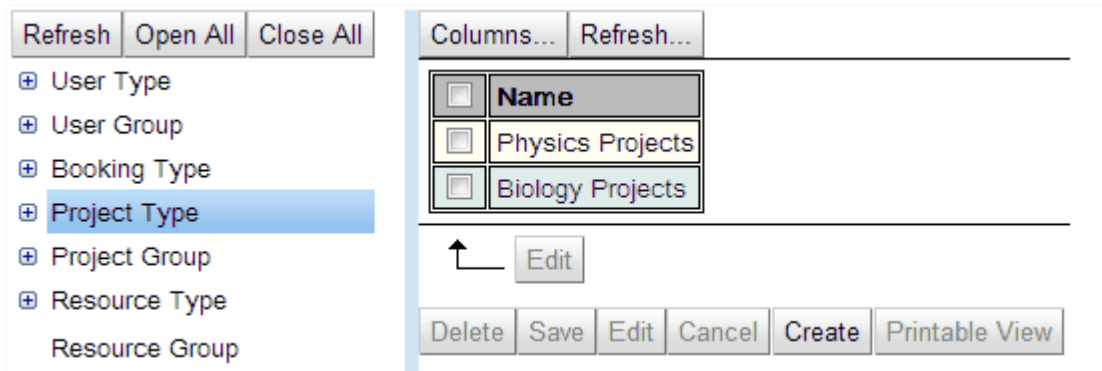 Refresh Open All Close All
User Type
User Group
Booking Type
Project Type
Project Group
Resource Type
Resource Group
Columns... Refresh...
Name
Physics Projects
Biology Projects
Edit
Delete Save Edit Cancel Create Printable View